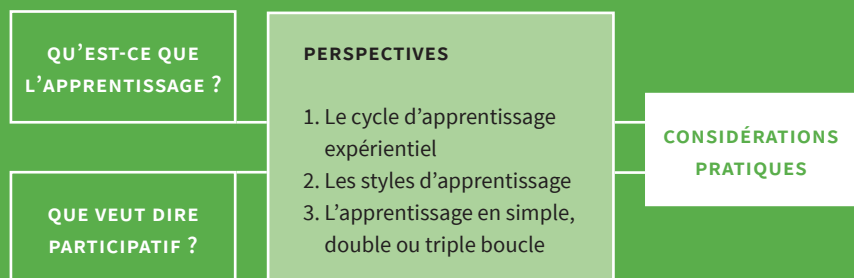 QU'EST-CE QUE
L'APPRENTISSAGE ?
QUE VEUT DIRE
PARTICIPATIF ?
PERSPECTIVES
1. Le cycle d'apprentissage
expérientiel
2. Les styles d'apprentissage
3. L'apprentissage en simple,
double ou triple boucle
CONSIDÉRATIONS
PRATIQUES